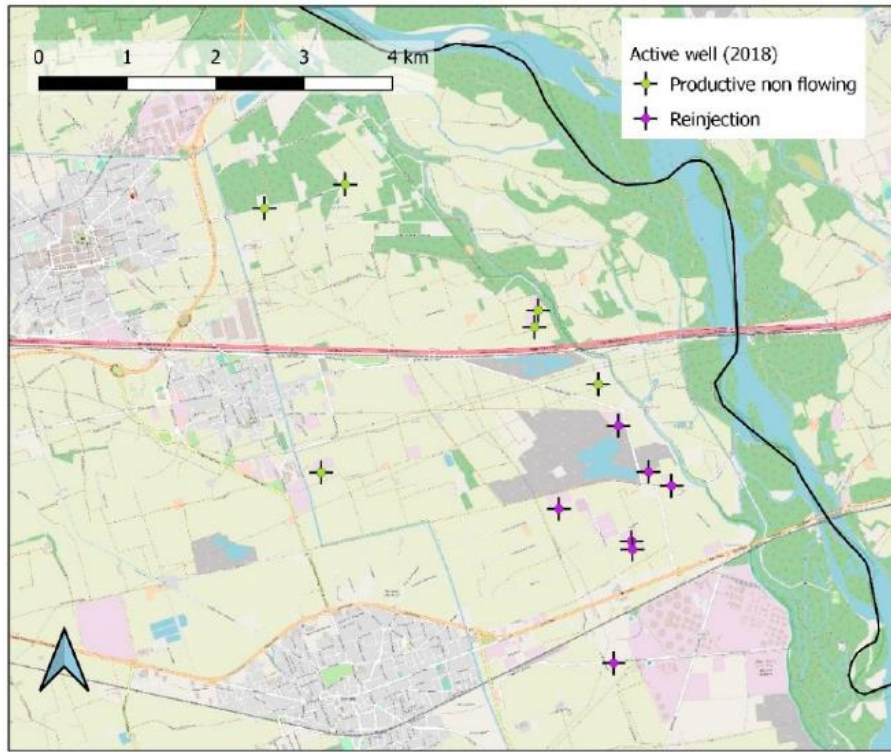 0 1 2 3 4 km
Active well (2018)
Productive non flowing
Reinjection